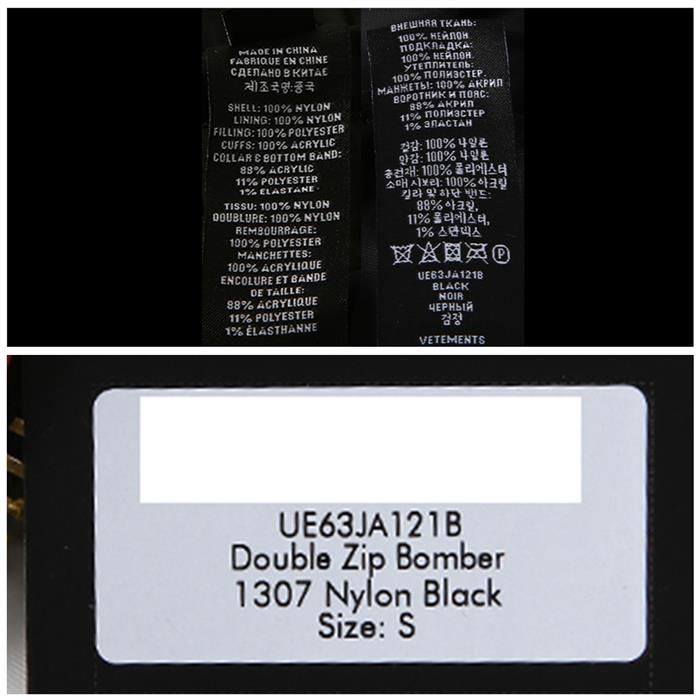 MADE IN CHINA
FABRIQUE EN CHINE
СДЕЛАНО В КИТАЕ
제조국명:중국
SHELL: 100% NYLON
LINING: 100% NYLON
FILLING: 100% POLYESTER
CUFFS: 100% ACRYLIC
COLLAR & BOTTOM BAND:
88% ACRYLIC
11% POLYESTER
1% ELASTANE
TISSU: 100% NYLON
DOUBLURE: 100% NYLON
REMBOURRAGE:
100% POLYESTER
MANCHETTES:
100% ACRYLIQUE
ENCOLURE ET BANDE
DE TAILLE:
88% ACRYLIQUE
11% POLYESTER
1% ÉLASTHANNE
ВНЕШНАЯ ТКАНЬ:
100% НЕЙЛОН.
ПОДКЛАДКА:
100% НЕЙЛОН.
УТЕПЛИТЕЛЬ:
100% ПОЛИЭСТЕР.
МАНЖЕТЫ: 100% АКРИЛ
ВОРОТНИК И ПОЯС:
88% АКРИЛ
11% ПОЛИЭСТЕР
1% ЭЛАСТАН
겉감: 100% 나일론
안감: 100% 나일론
충전재: 100% 폴리에스터
소매 시보리: 100% 아크릴
칼라 및 하단 밴드:
88% 아크릴,
11% 폴리에스터,
1% 스판덱스
P
UE63JA121B
BLACK
NOIR
ЧЕРНЫЙ
검정
VETEMENTS
UE63JA121B
Double Zip Bomber
1307 Nylon Black
Size: S